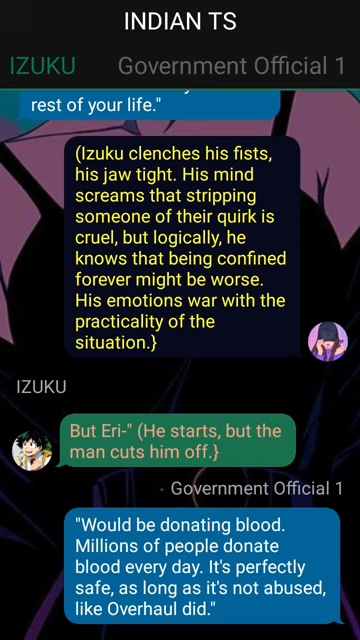 INDIAN TS
IZUKU Government Official 1
rest of your life."
(Izuku clenches his fists,
his jaw tight. His mind
screams that stripping
someone of their quirk is
cruel, but logically, he
knows that being confined
forever might be worse.
His emotions war with the
practicality of the
situation.}
IZUKU
But Eri-" (He starts, but the
man cuts him off.}
Government Official 1
"Would be donating blood.
Millions of people donate
blood every day. It's perfectly
safe, as long as it's not abused,
like Overhaul did."